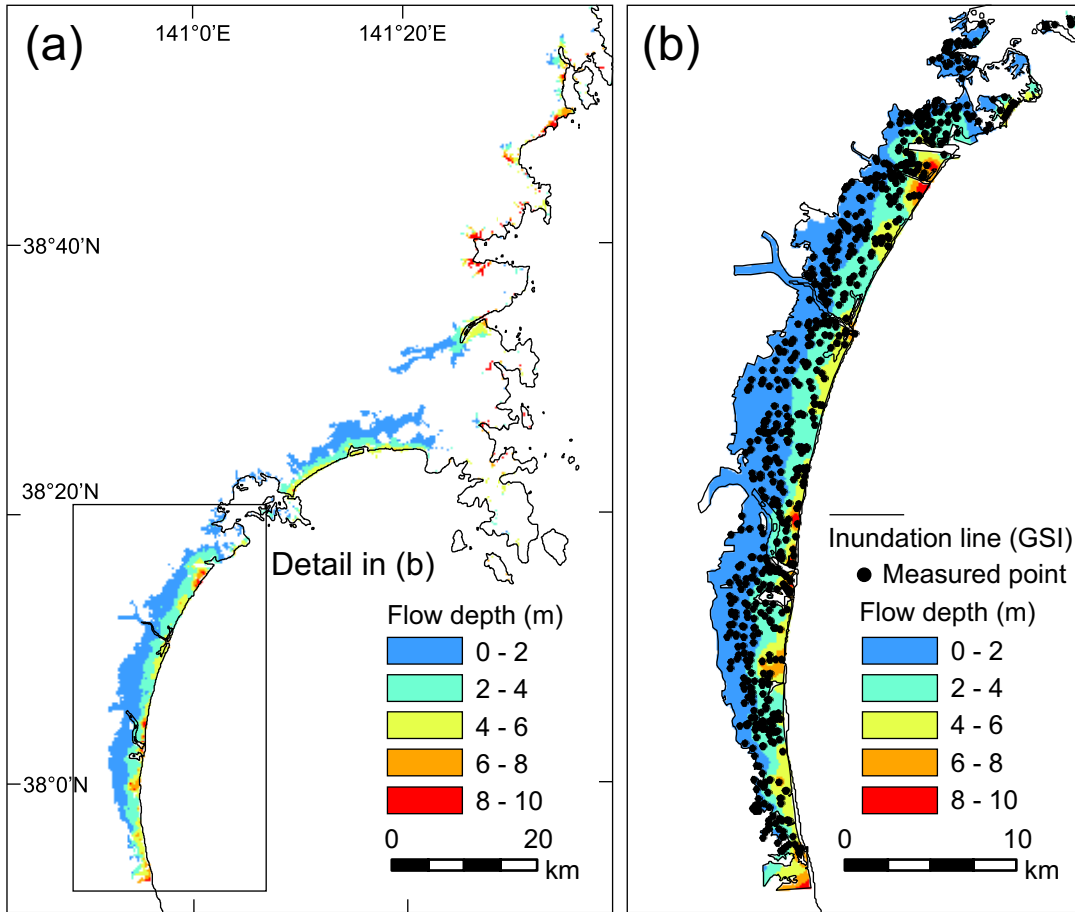 (a)
141°0’E
141°20’E
38°40’N
38°20’N
38°0’N
Detail in (b)
Flow depth (m)
0 - 2
2 - 4
4 - 6
6 - 8
8 - 10
0
20
km
(b)
Inundation line (GSI)
Measured point
Flow depth (m)
0 - 2
2 - 4
4 - 6
6 - 8
8 - 10
0
10
km